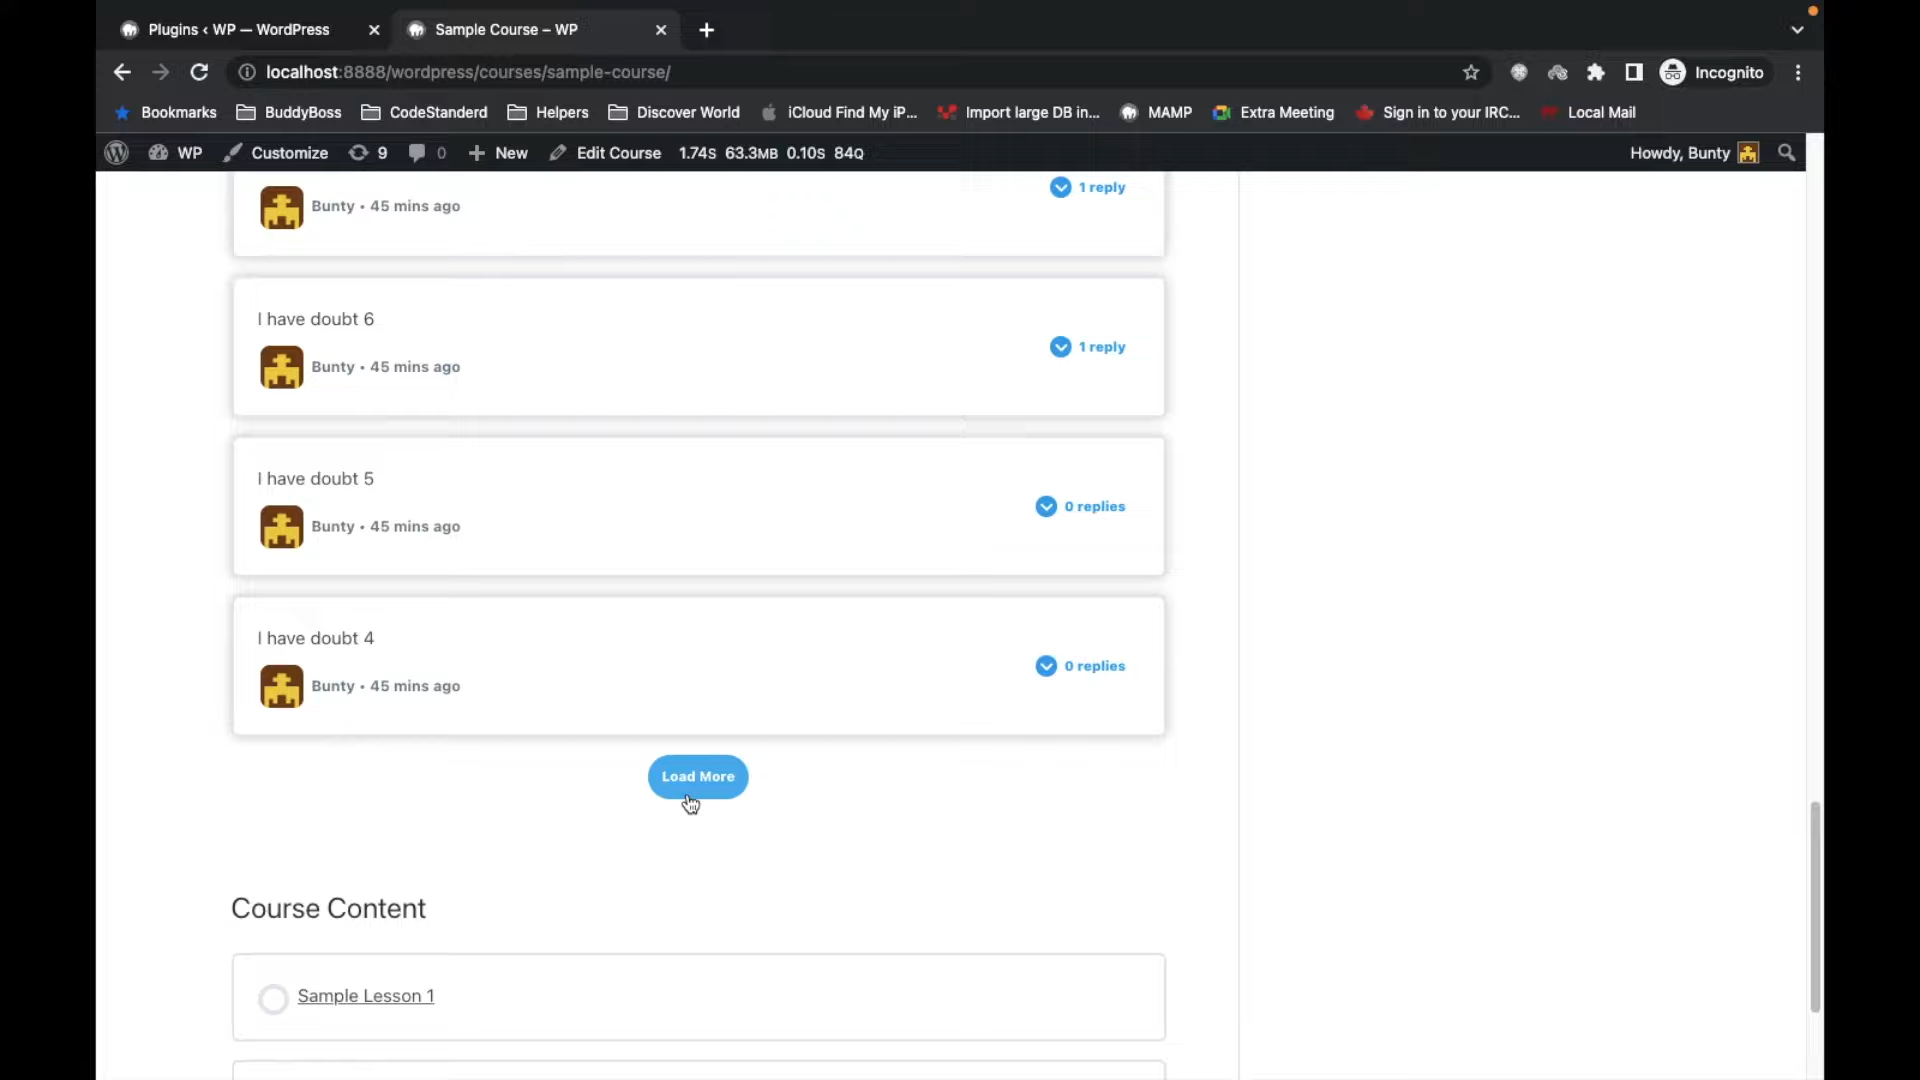 Plugins ‹ WP — WordPress
Sample Course – WP
localhost:8888/wordpress/courses/sample-course/
Incognito
Bookmarks
BuddyBoss
CodeStanderd
Helpers
Discover World
iCloud Find My iP...
Import large DB in...
MAMP
Extra Meeting
Sign in to your IRC...
Local Mail
WP
Customize
9
0
New
Edit Course
1.74S 63.3MB 0.10S 84Q
Howdy, Bunty
1 reply
Bunty • 45 mins ago
I have doubt 6
1 reply
Bunty • 45 mins ago
I have doubt 5
0 replies
Bunty • 45 mins ago
I have doubt 4
0 replies
Bunty • 45 mins ago
Load More
Course Content
Sample Lesson 1